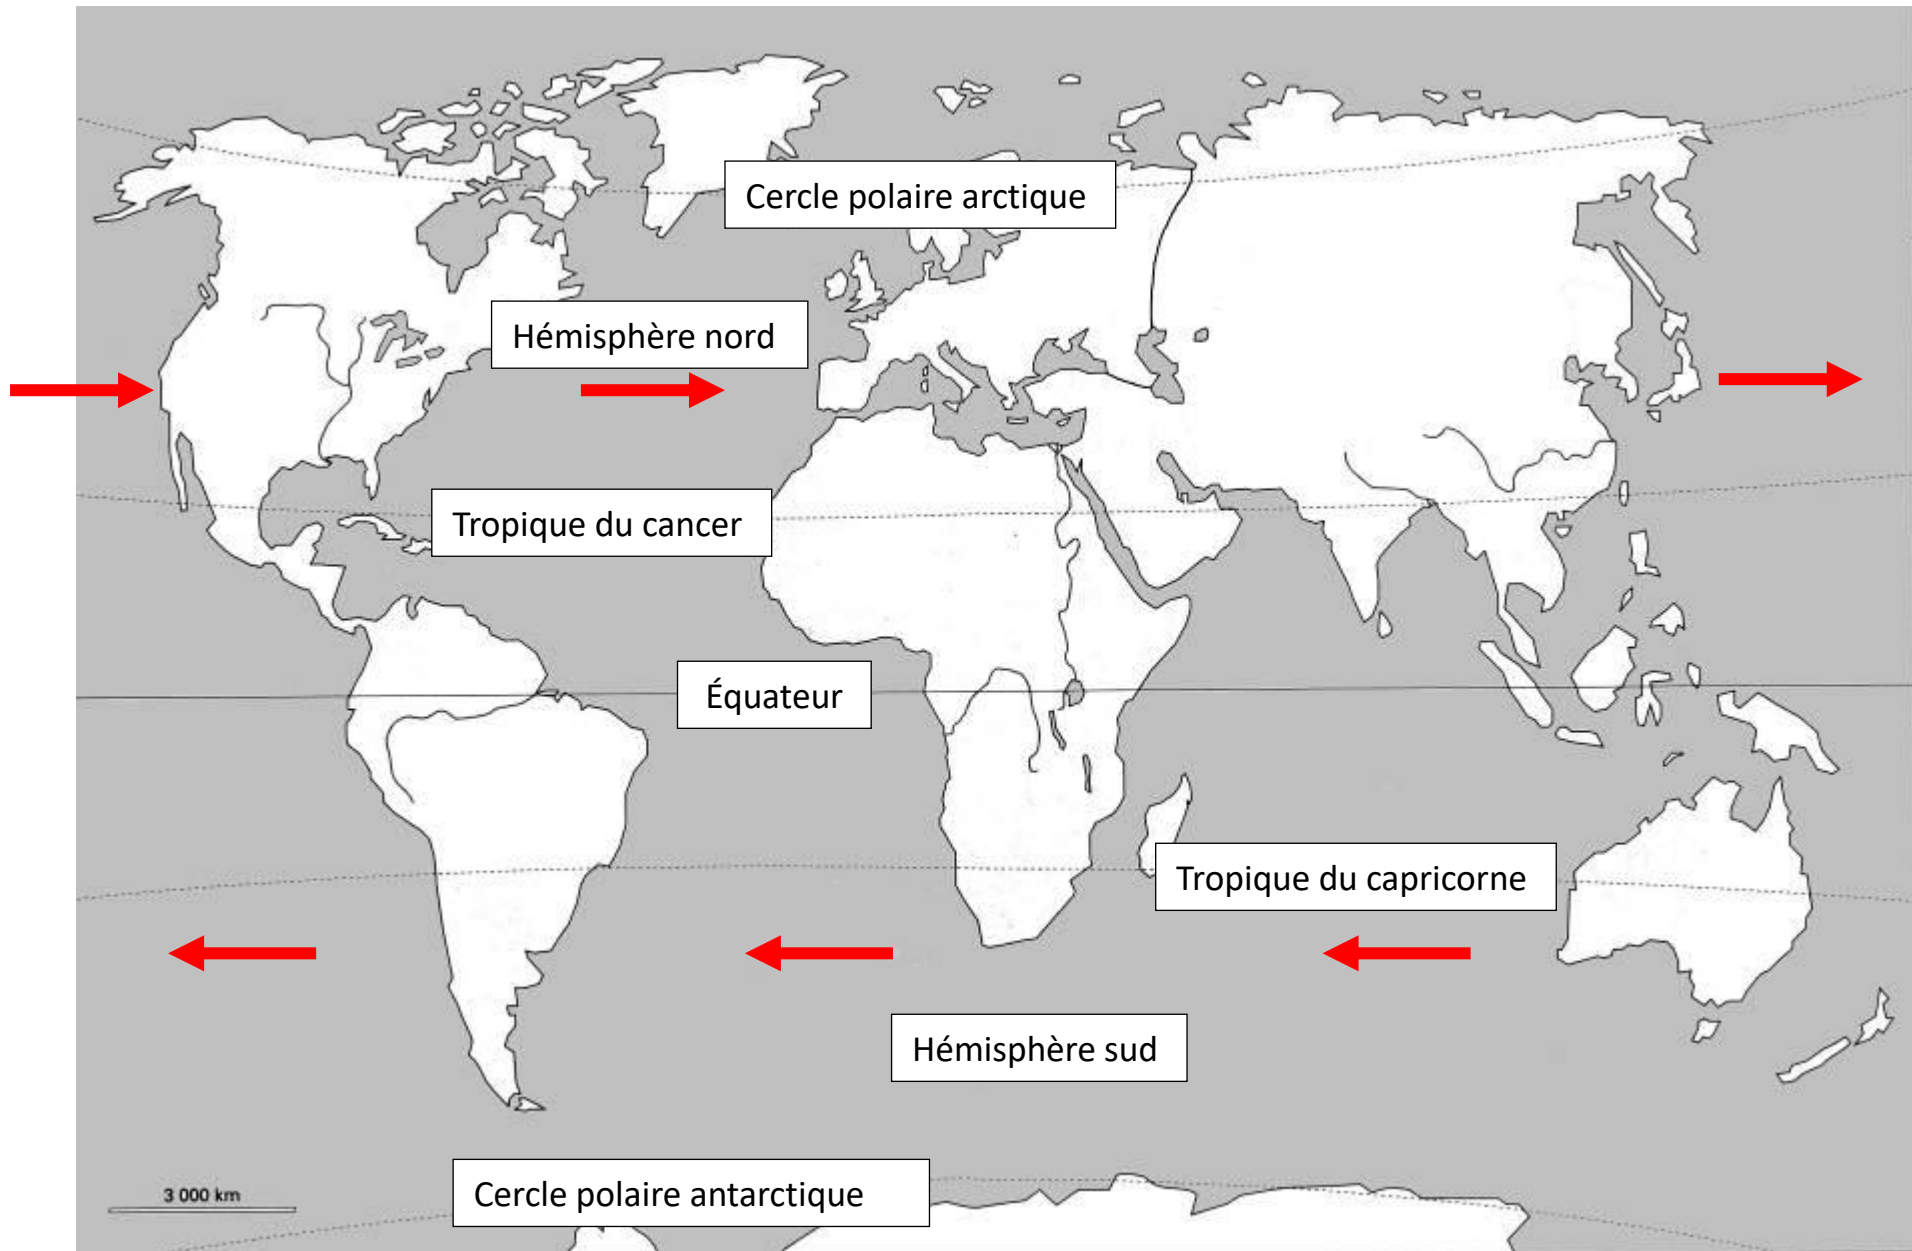 Cercle polaire arctique
Hémisphère nord
Tropique du cancer
Équateur
Tropique du capricorne
Hémisphère sud
Cercle polaire antarctique
3 000 km